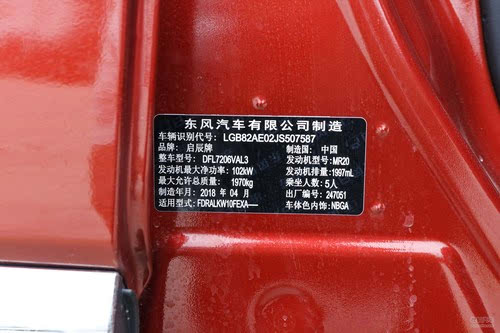 东风汽车有限公司制造
车辆识别代号: LGB82AE02JS507587
品牌: 启辰牌 制造国: 中国
整车型号: DFL7206VAL3 发动机型号: MR20
发动机最大净功率: 102kW 发动机排量: 1997mL
最大允许总质量: 1970kg 乘坐人数: 5人
制造年月: 2018 年 04 月 出厂编号: 247051
适用型式: FDRALKW10FEXA— 车体色内饰: NBGA